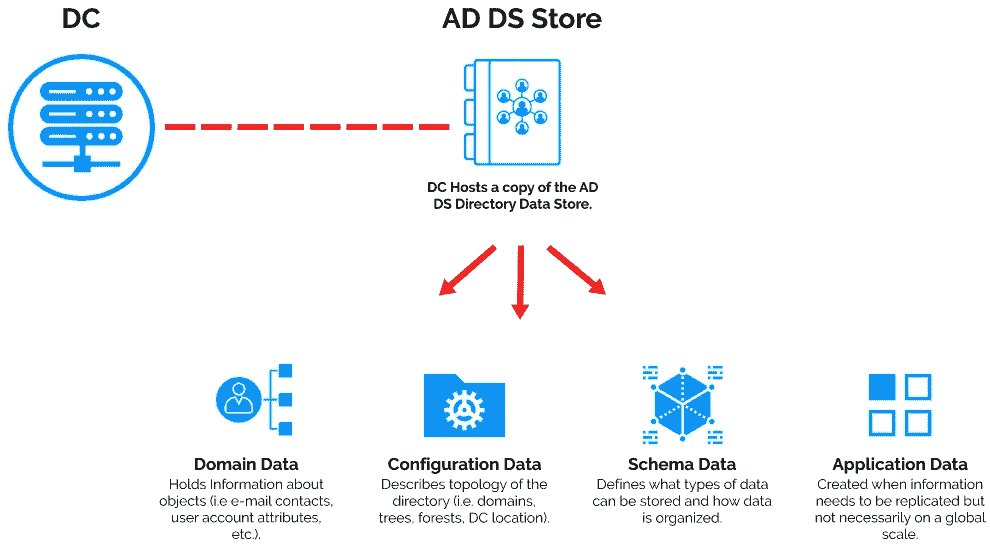 DC
AD DS Store
DC Hosts a copy of the AD
DS Directory Data Store.
Domain Data
Holds Information about
objects (i.e e-mail contacts,
user account attributes,
etc.).
Configuration Data
Describes topology of the
directory (i.e. domains,
trees, forests, DC location).
Schema Data
Defines what types of data
can be stored and how data
is organized.
Application Data
Created when information
needs to be replicated but
not necessarily on a global
scale.